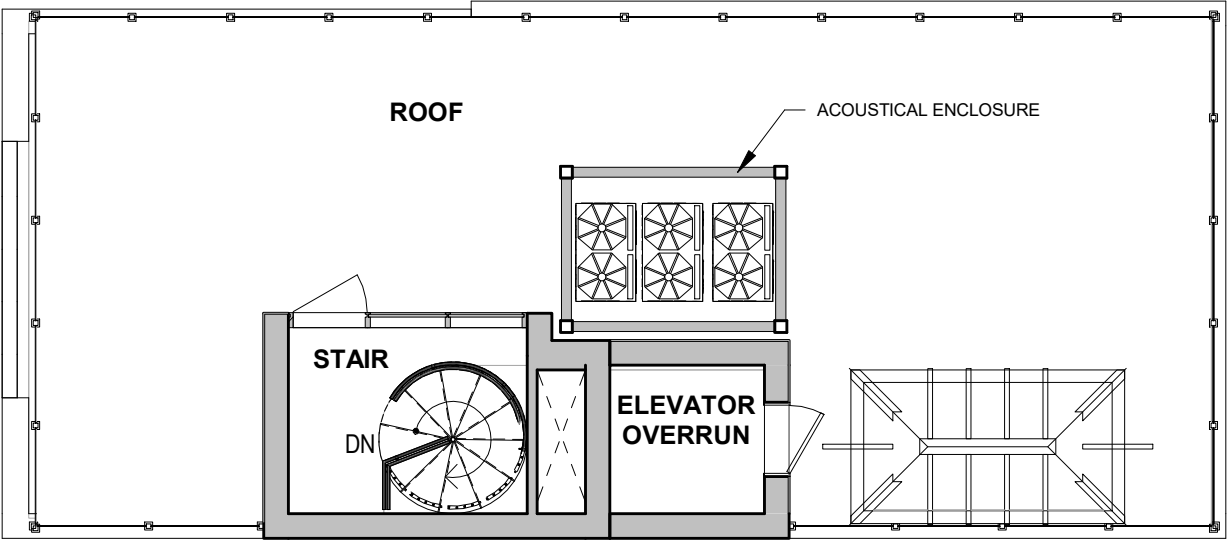 ROOF
ACOUSTICAL ENCLOSURE
STAIR
DN
ELEVATOR
OVERRUN